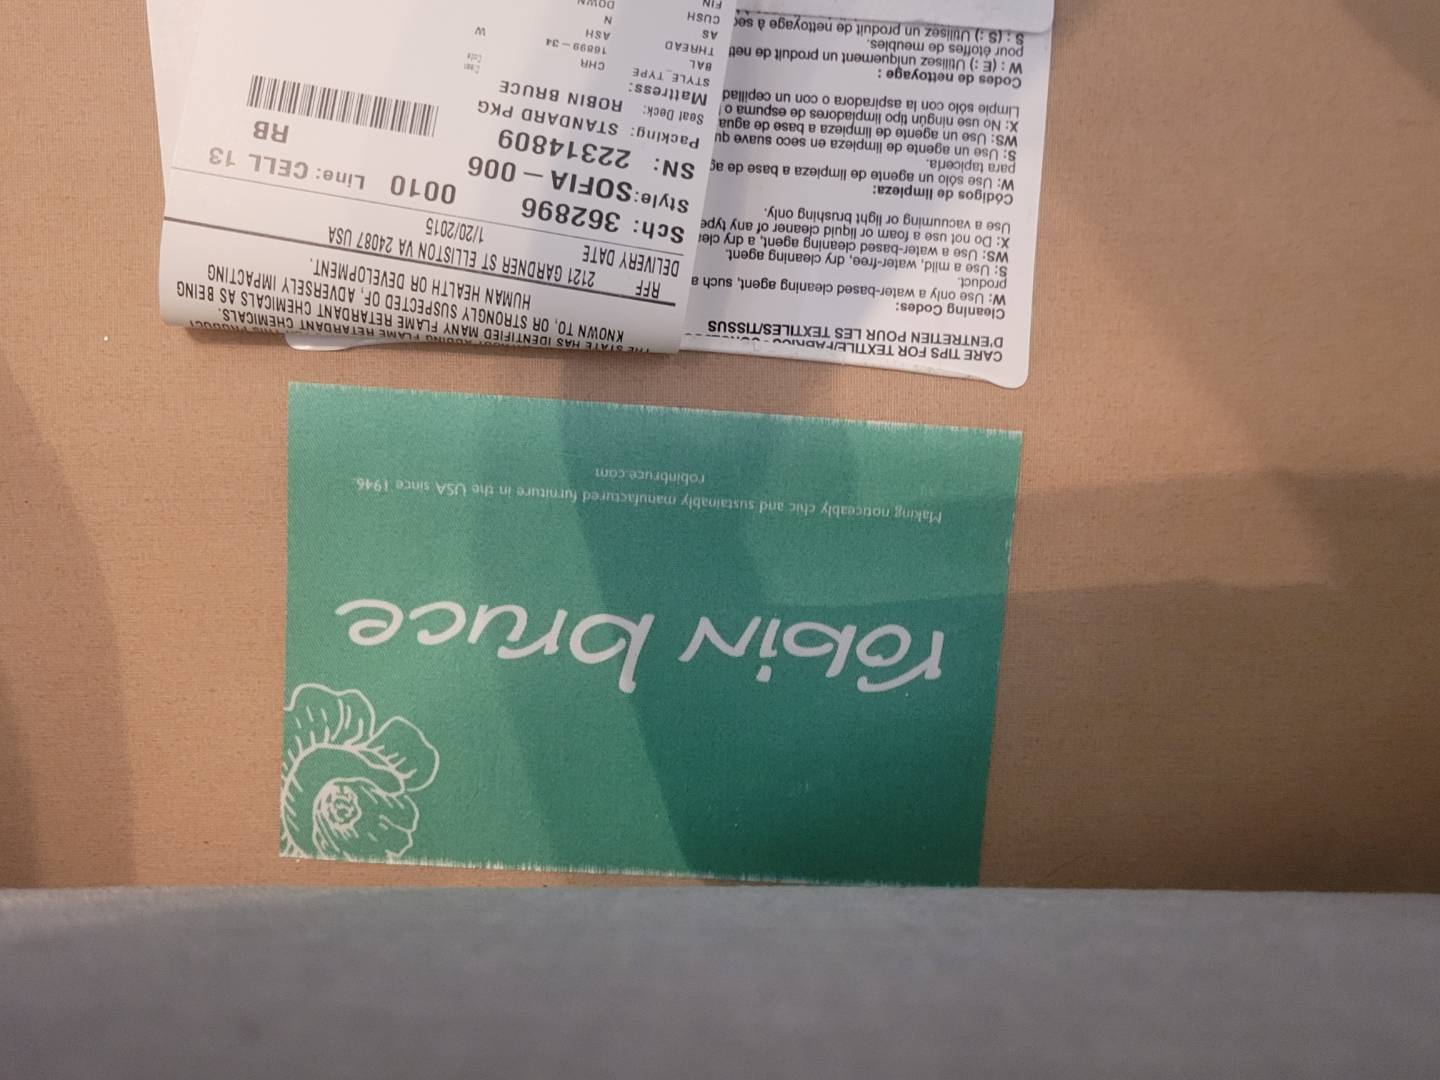 robin bruce
Making noticeably chic and sustainably manufactured furniture in the USA since 1946.
robinbruce.com
CARE TIPS FOR TEXTILE/FABRICS
D'ENTRETIEN POUR LES TEXTILES/TISSUS
Cleaning Codes:
W: Use only a water-based cleaning agent, such a
product.
S: Use a mild, water-free, dry cleaning agent.
WS: Use a water-based cleaning agent, a dry clea
X: Do not use a foam or liquid cleaner of any type
Use a vacuuming or light brushing only.
Códigos de limpieza:
W: Use sólo un agente de limpieza a base de ag
para tapicería.
S: Use un agente de limpieza en seco suave qu
WS: Use un agente de limpieza a base de agua
X: No use ningún tipo limpiadores de espuma o
Limpie sólo con la aspiradora o con un cepillad
Codes de nettoyage :
W : (E :) Utilisez uniquement un produit de net
pour étoffes de meubles.
S : (S :) Utilisez un produit de nettoyage à sec
THE STATE HAS IDENTIFIED MANY FLAME RETARDANT CHEMICALS AS BEING
KNOWN TO, OR STRONGLY SUSPECTED OF, ADVERSELY IMPACTING
HUMAN HEALTH OR DEVELOPMENT.
RFF 2121 GARDNER ST ELLISTON VA 24087 USA
DELIVERY DATE 1/20/2015
Sch: 362896 0010 Line: CELL 13
Style: SOFIA - 006 RB
SN: 22314809
Packing: STANDARD PKG
Seat Deck: ROBIN BRUCE
Mattress:
STYLE TYPE CHR
BAL 16899-34
THREAD ASH W
AS N
CUSH DOWN
FIN